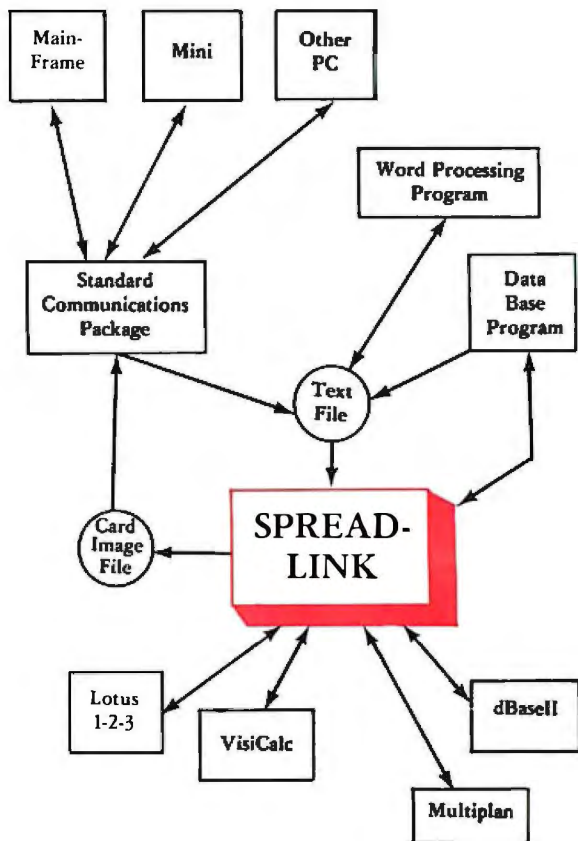 Main-
Frame
Mini
Other
PC
Word Processing
Program
Standard
Communications
Package
Data
Base
Program
Text
File
Card
Image
File
SPREAD-
LINK
Lotus
1-2-3
VisiCalc
dBaseII
Multiplan